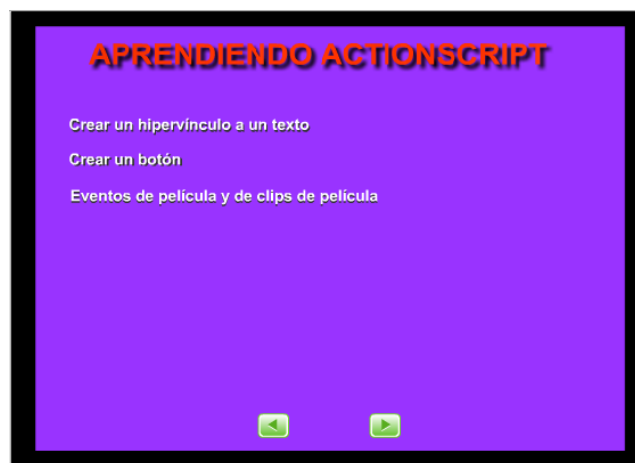 APRENDIENDO ACTIONSCRIPT
Crear un hipervínculo a un texto
Crear un botón
Eventos de película y de clips de película